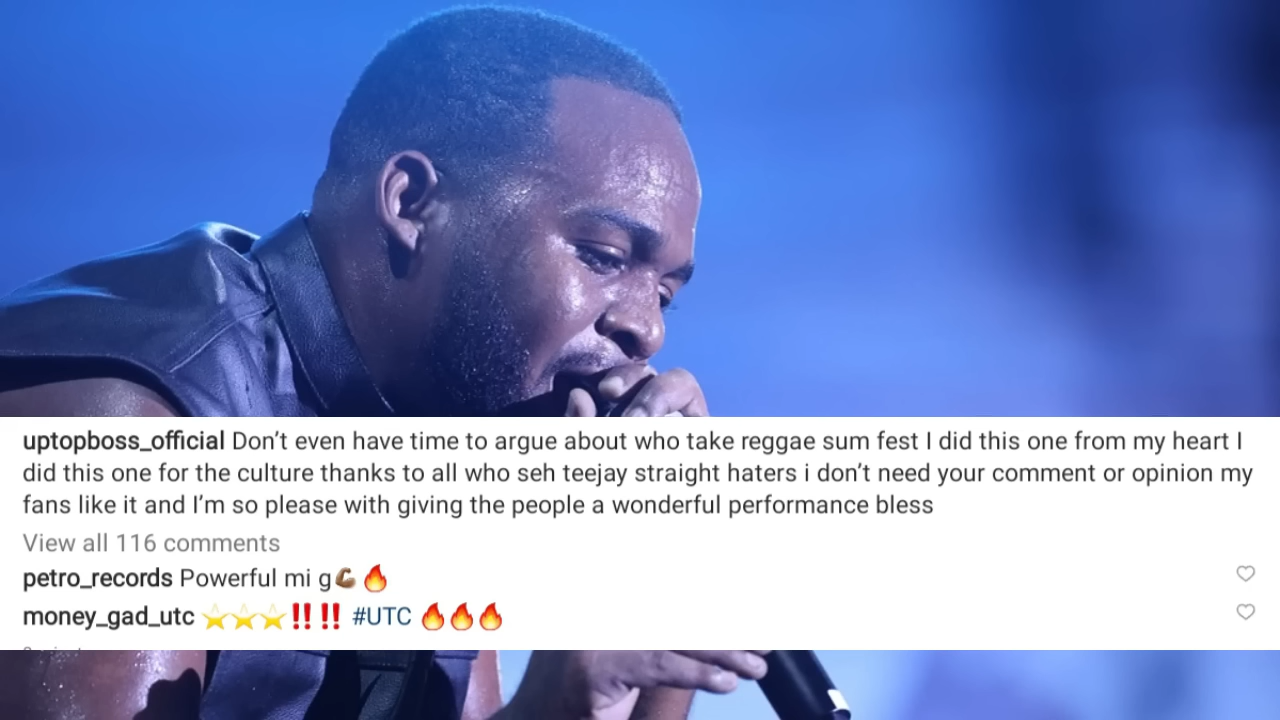 uptopboss_official Don’t even have time to argue about who take reggae sum fest I did this one from my heart I
did this one for the culture thanks to all who seh teejay straight haters i don’t need your comment or opinion my
fans like it and I’m so please with giving the people a wonderful performance bless
View all 116 comments
petro_records Powerful mi g💪🏾🔥
money_gad_utc ⭐⭐⭐‼️‼️ #UTC 🔥🔥🔥